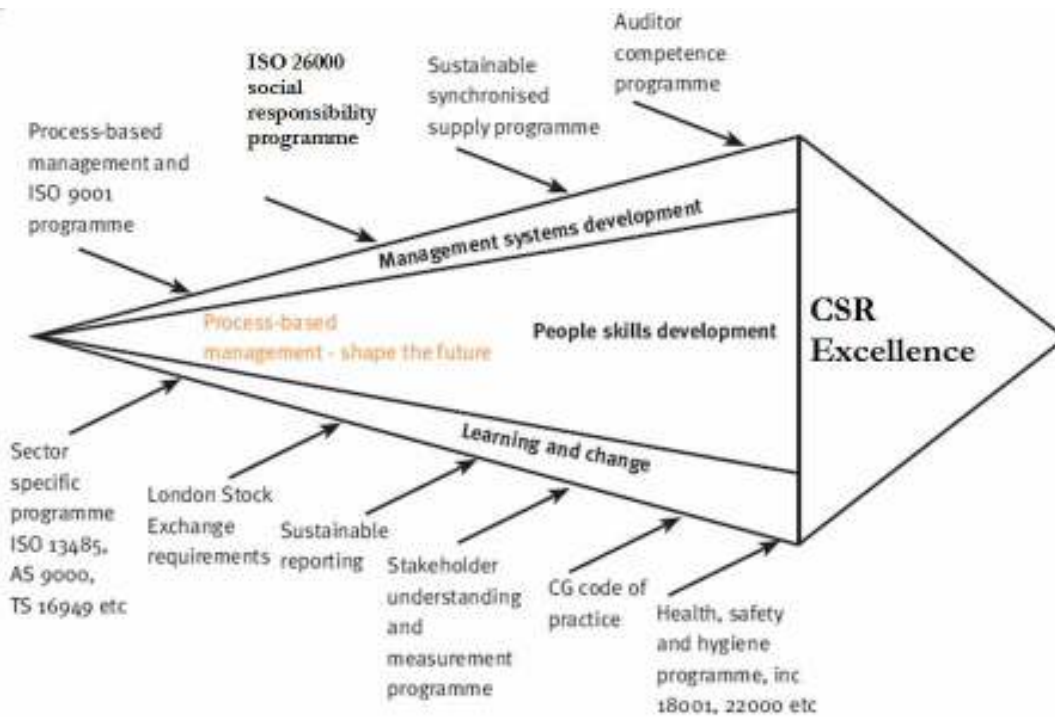 Auditor
competence
programme
ISO 26000
social
responsibility
programme
Sustainable
synchronised
supply programme
Process-based
management and
ISO 9001
programme
Management systems development
Process-based
management - shape the future
People skills development
CSR
Excellence
Learning and change
Sector
specific
programme
ISO 13485,
AS 9000,
TS 16949 etc
London Stock
Exchange
requirements
Sustainable
reporting
Stakeholder
understanding
and
measurement
programme
CG code of
practice
Health, safety
and hygiene
programme, inc
18001, 22000 etc